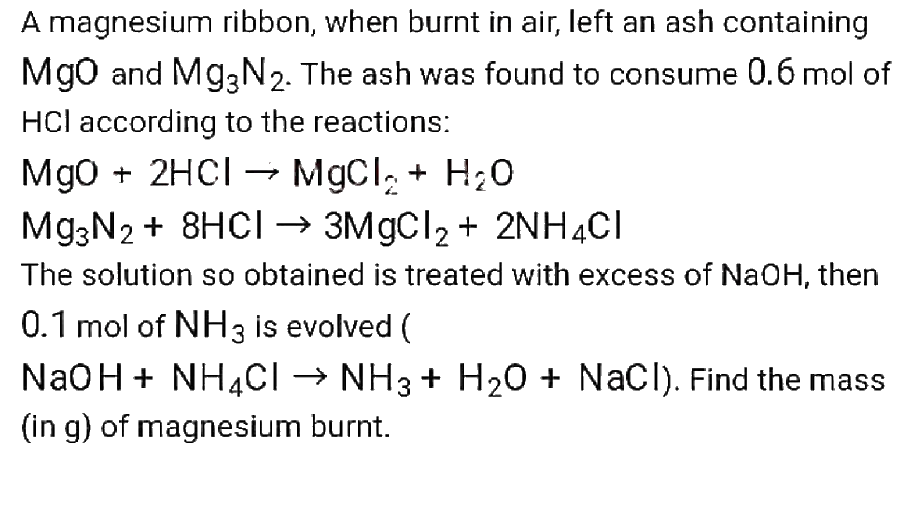 A magnesium ribbon, when burnt in air, left an ash containing
MgO and Mg₃N₂. The ash was found to consume 0.6 mol of
HCl according to the reactions:
MgO + 2HCl → MgCl₂ + H₂O
Mg₃N₂ + 8HCl → 3MgCl₂ + 2NH₄Cl
The solution so obtained is treated with excess of NaOH, then
0.1 mol of NH₃ is evolved (
NaOH + NH₄Cl → NH₃ + H₂O + NaCl). Find the mass
(in g) of magnesium burnt.